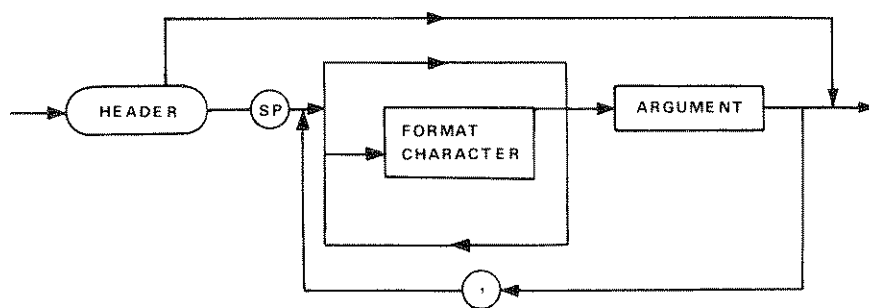 HEADER
SP
FORMAT
CHARACTER
ARGUMENT
,